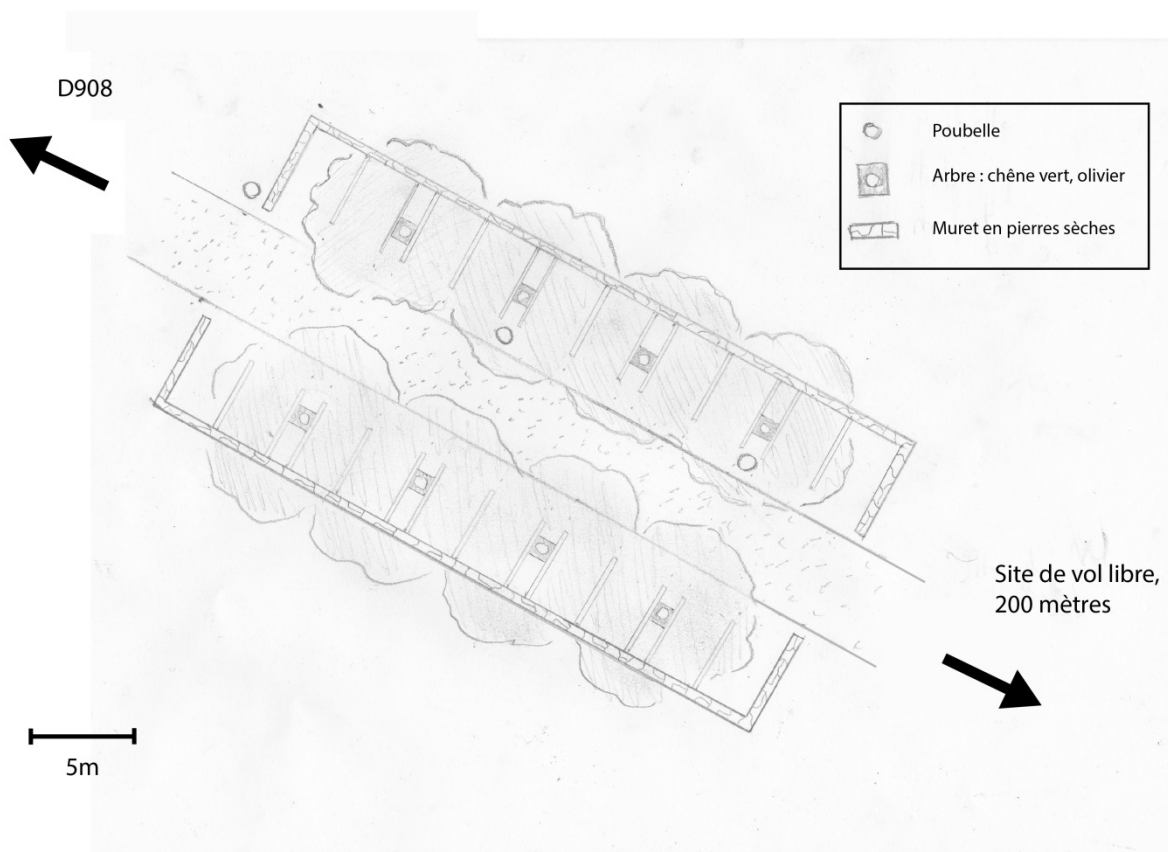 D908
Poubelle
Arbre : chêne vert, olivier
Muret en pierres sèches
Site de vol libre,
200 mètres
5m